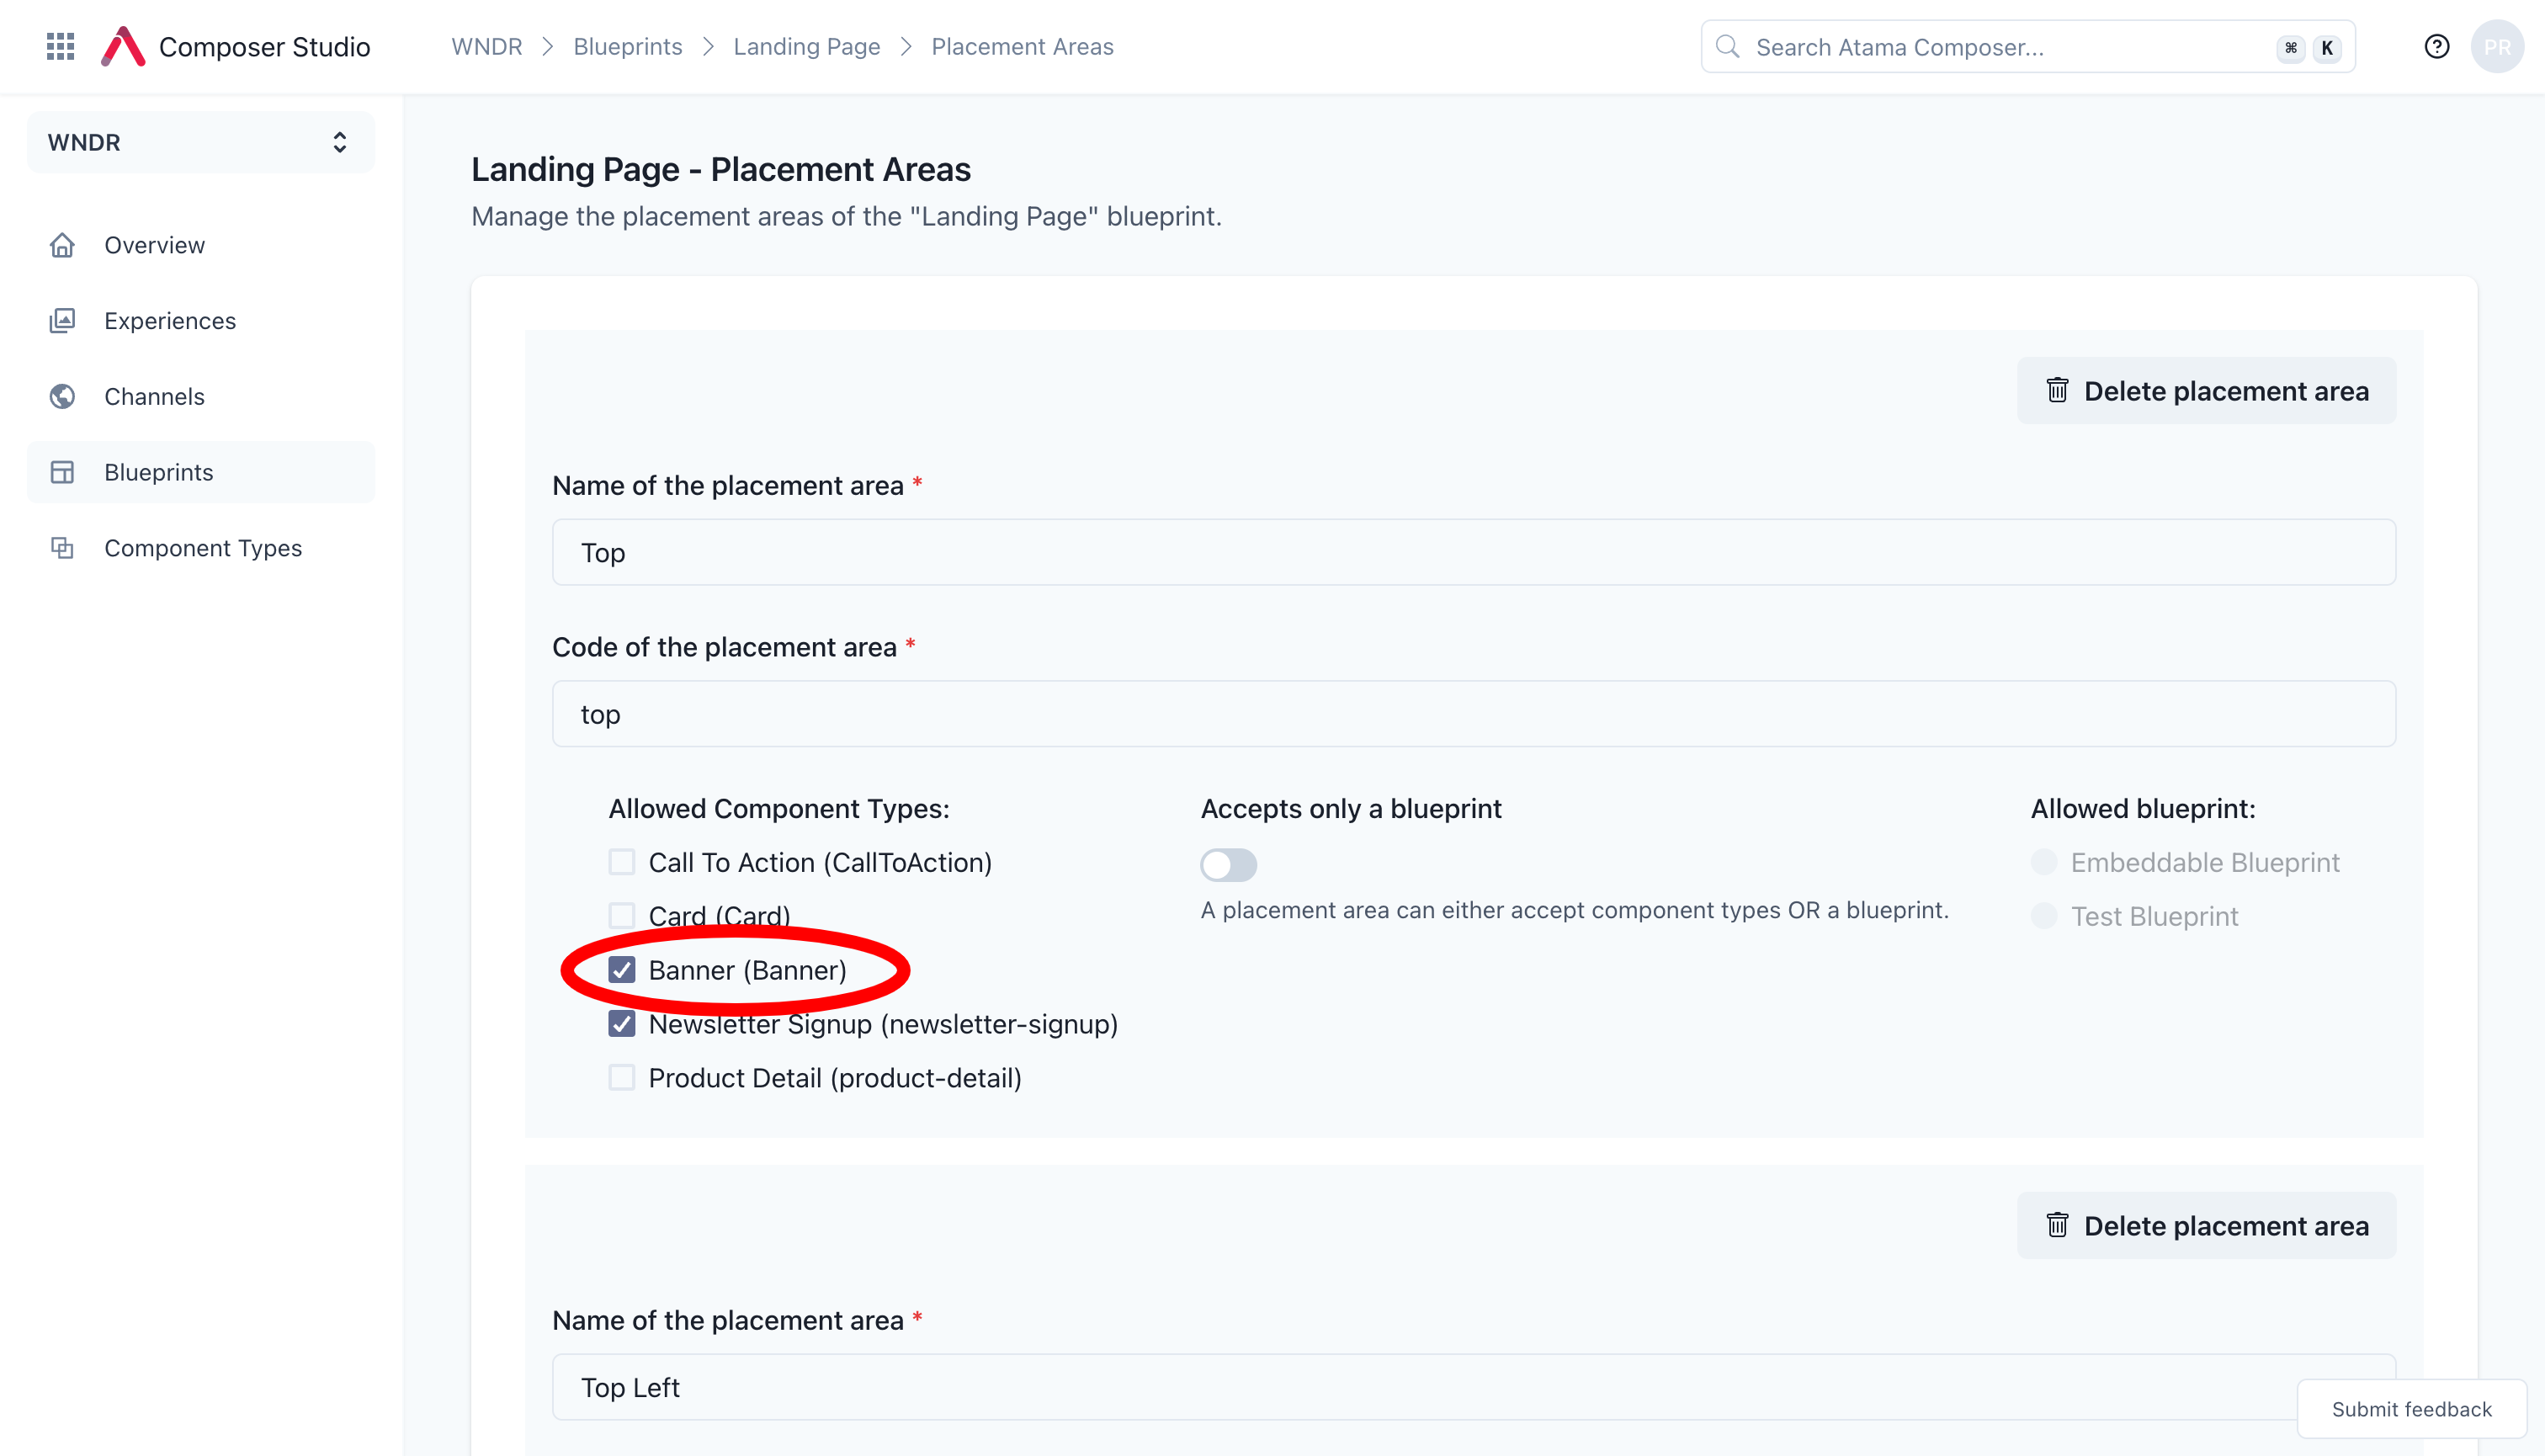 Composer Studio
WNDR > Blueprints > Landing Page > Placement Areas
Search Atama Composer...
⌘ K
PR
WNDR
Overview
Experiences
Channels
Blueprints
Component Types
Landing Page - Placement Areas
Manage the placement areas of the "Landing Page" blueprint.
Delete placement area
Name of the placement area *
Top
Code of the placement area *
top
Allowed Component Types:
Call To Action (CallToAction)
Card (Card)
Banner (Banner)
Newsletter Signup (newsletter-signup)
Product Detail (product-detail)
Accepts only a blueprint
A placement area can either accept component types OR a blueprint.
Allowed blueprint:
Embeddable Blueprint
Test Blueprint
Delete placement area
Name of the placement area *
Top Left
Submit feedback